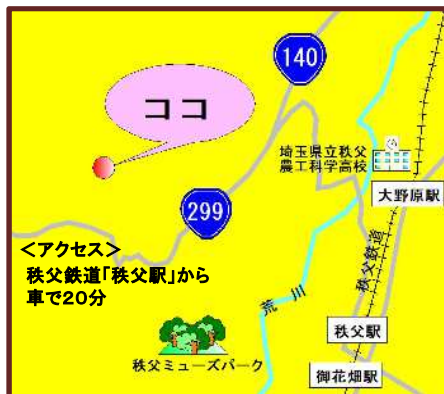 140
ココ
埼玉県立秩父
農工科学高校
大野原駅
299
<アクセス>
秩父鉄道「秩父駅」から
車で20分
秩父鉄道
荒川
秩父駅
秩父ミューズパーク
御花畑駅